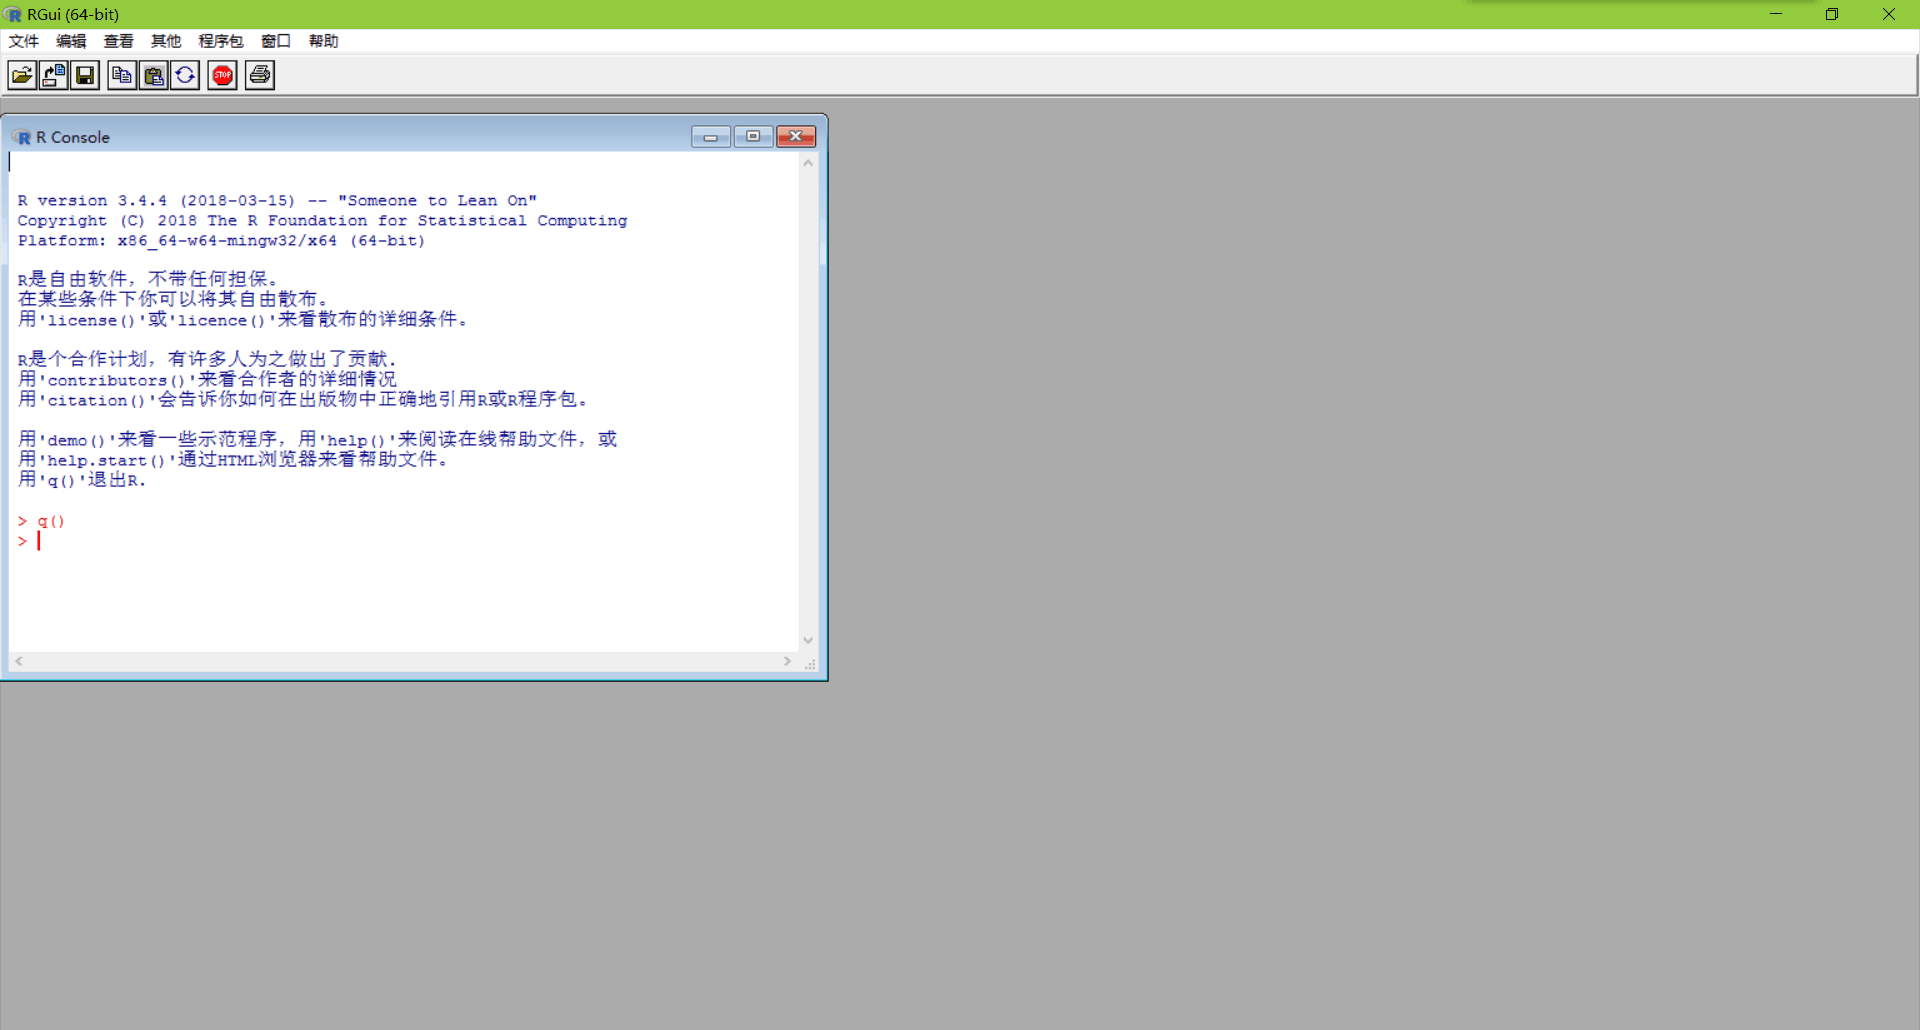 RGui (64-bit)
文件 编辑 查看 其他 程序包 窗口 帮助
STOP
R Console
R version 3.4.4 (2018-03-15) -- "Someone to Lean On"
Copyright (C) 2018 The R Foundation for Statistical Computing
Platform: x86_64-w64-mingw32/x64 (64-bit)
R是自由软件，不带任何担保。
在某些条件下你可以将其自由散布。
用'license()'或'licence()'来看散布的详细条件。
R是个合作计划，有许多人为之做出了贡献.
用'contributors()'来看合作者的详细情况
用'citation()'会告诉你如何在出版物中正确地引用R或R程序包。
用'demo()'来看一些示范程序，用'help()'来阅读在线帮助文件，或
用'help.start()'通过HTML浏览器来看帮助文件。
用'q()'退出R.
> q()
>